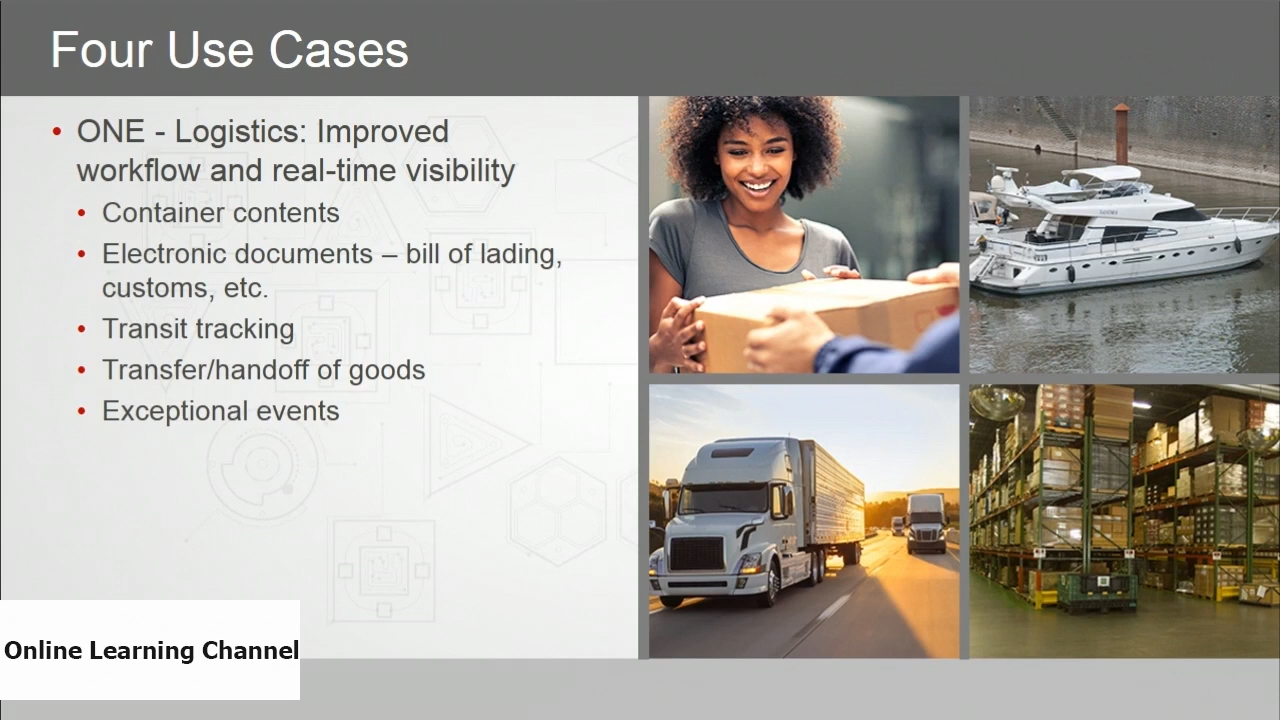 Four Use Cases
• ONE - Logistics: Improved
workflow and real-time visibility
• Container contents
• Electronic documents – bill of lading,
customs, etc.
• Transit tracking
• Transfer/handoff of goods
• Exceptional events
Online Learning Channel